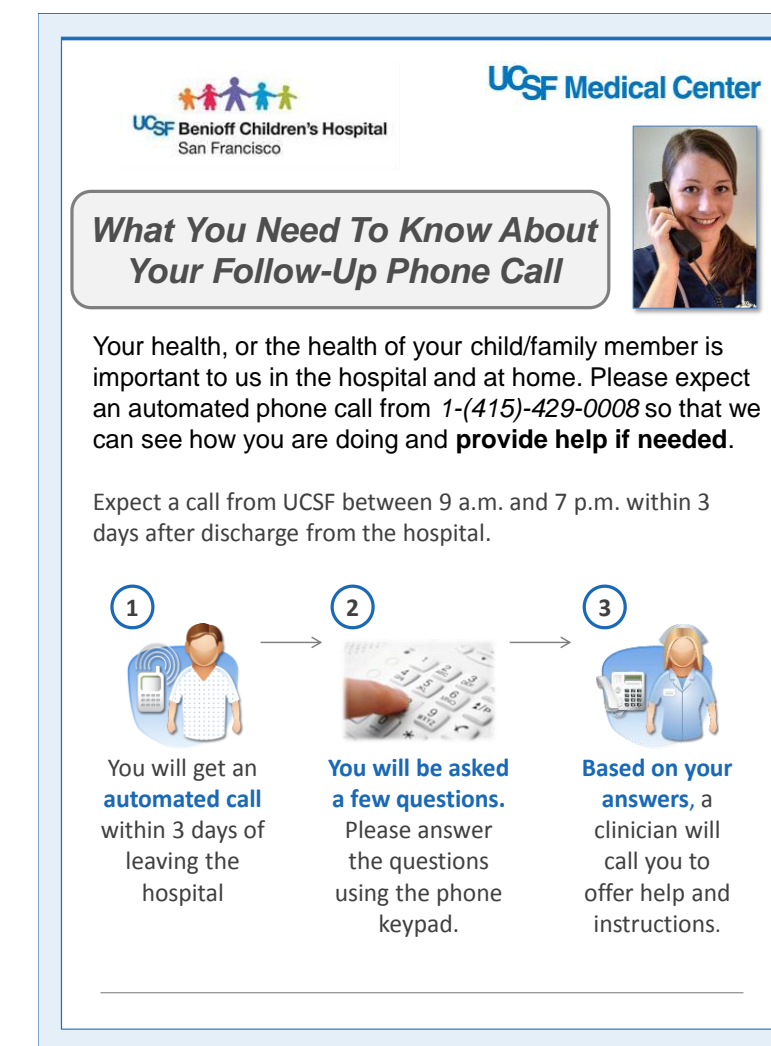 UCSF Medical Center
UCSF Benioff Children's Hospital
San Francisco
What You Need To Know About
Your Follow-Up Phone Call
Your health, or the health of your child/family member is
important to us in the hospital and at home. Please expect
an automated phone call from 1-(415)-429-0008 so that we
can see how you are doing and provide help if needed.
Expect a call from UCSF between 9 a.m. and 7 p.m. within 3
days after discharge from the hospital.
1
You will get an
automated call
within 3 days of
leaving the
hospital
2
You will be asked
a few questions.
Please answer
the questions
using the phone
keypad.
3
Based on your
answers, a
clinician will
call you to
offer help and
instructions.